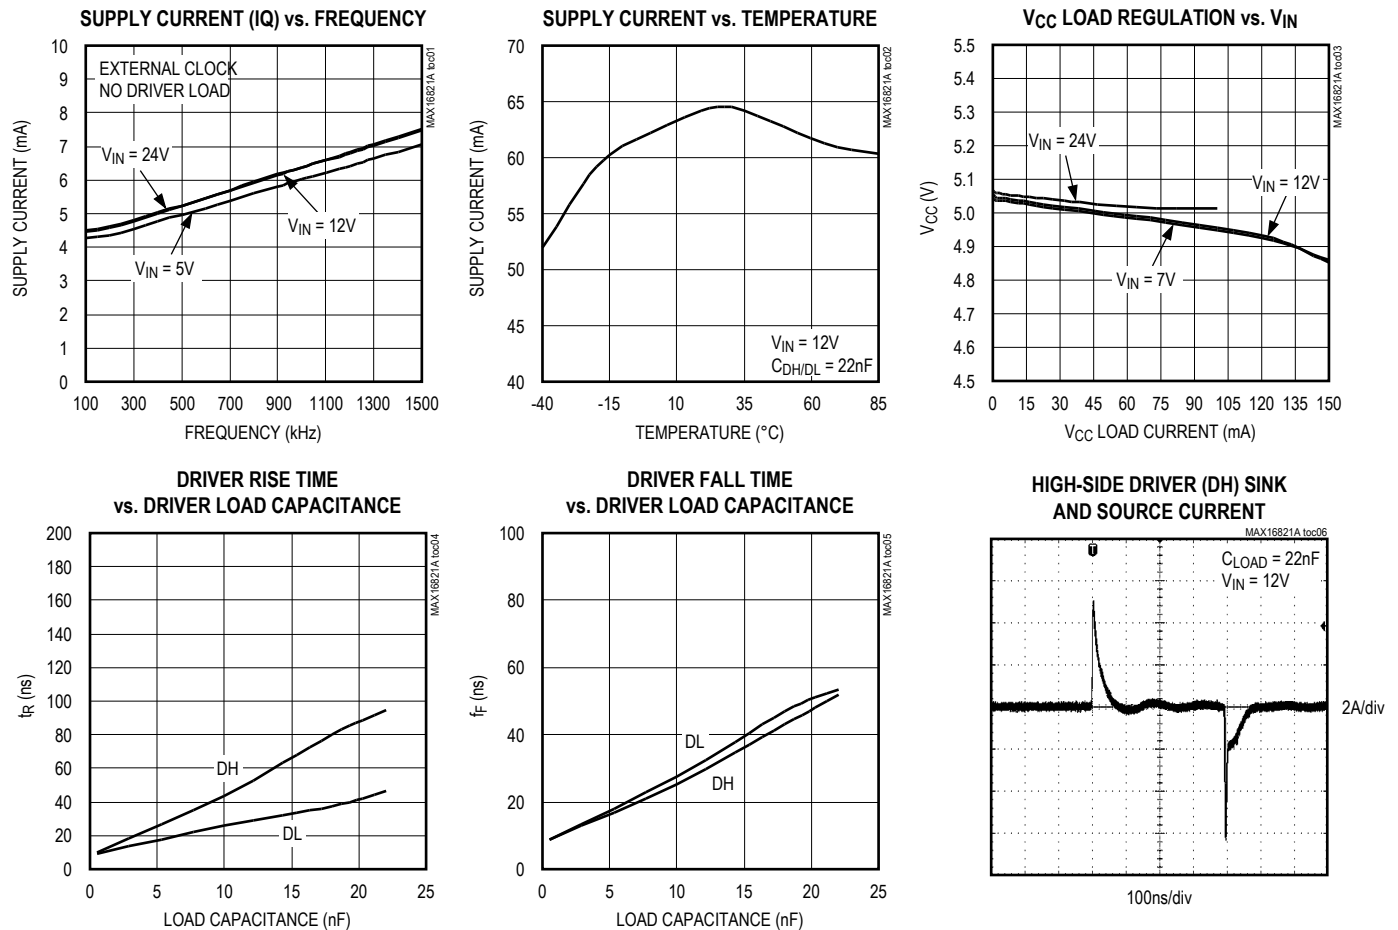 SUPPLY CURRENT (IQ) vs. FREQUENCY
10
9
8
7
6
5
4
3
2
1
0
SUPPLY CURRENT (mA)
EXTERNAL CLOCK
NO DRIVER LOAD
VIN = 24V
VIN = 12V
VIN = 5V
MAX16821A toc01
100 300 500 700 900 1100 1300 1500
FREQUENCY (kHz)
SUPPLY CURRENT vs. TEMPERATURE
70
65
60
55
50
45
40
SUPPLY CURRENT (mA)
MAX16821A toc02
VIN = 12V
CDH/DL = 22nF
-40 -15 10 35 60 85
TEMPERATURE (°C)
VCC LOAD REGULATION vs. VIN
5.5
5.4
5.3
5.2
5.1
5.0
4.9
4.8
4.7
4.6
4.5
VCC (V)
MAX16821A toc03
VIN = 24V
VIN = 12V
VIN = 7V
0 15 30 45 60 75 90 105 120 135 150
VCC LOAD CURRENT (mA)
DRIVER RISE TIME
vs. DRIVER LOAD CAPACITANCE
200
180
160
140
120
100
80
60
40
20
0
tR (ns)
MAX16821A toc04
DH
DL
0 5 10 15 20 25
LOAD CAPACITANCE (nF)
DRIVER FALL TIME
vs. DRIVER LOAD CAPACITANCE
100
80
60
40
20
0
fF (ns)
MAX16821A toc05
DL
DH
0 5 10 15 20 25
LOAD CAPACITANCE (nF)
HIGH-SIDE DRIVER (DH) SINK
AND SOURCE CURRENT
MAX16821A toc06
T
CLOAD = 22nF
VIN = 12V
2A/div
100ns/div